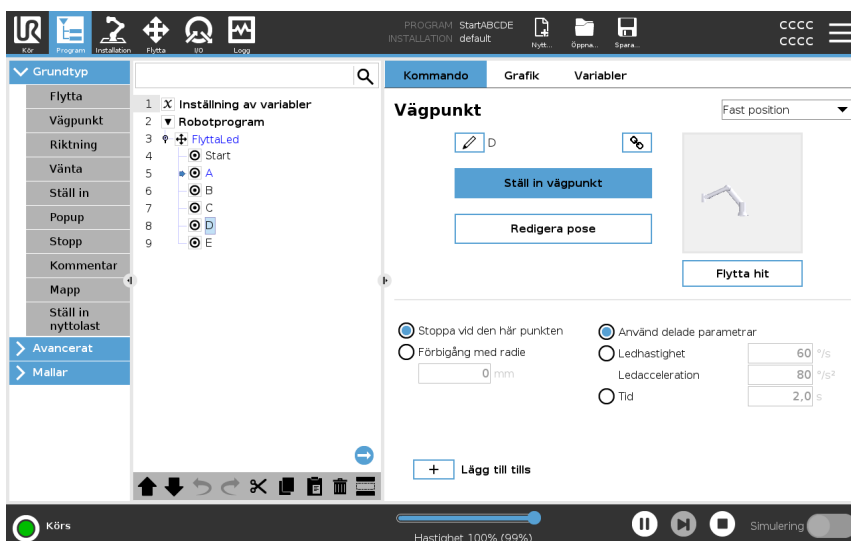 UR
Kör
Program
Installation
Flytta
I/O
Logg
PROGRAM StartABCDE
INSTALLATION default
Nytt...
Öppna...
Spara...
CCCC
CCCC
Grundtyp
Flytta
Vägpunkt
Riktning
Vänta
Ställ in
Popup
Stopp
Kommentar
Mapp
Ställ in
nyttolast
Avancerat
Mallar
1 X Inställning av variabler
2 Robotprogram
3 FlyttaLed
4 Start
5 A
6 B
7 C
8 D
9 E
Kommando Grafik Variabler
Vägpunkt
Fast position
D
Ställ in vägpunkt
Redigera pose
Flytta hit
Stoppa vid den här punkten
Förbigång med radie
0 mm
Använd delade parametrar
Ledhastighet 60 °/s
Ledacceleration 80 °/s²
Tid 2,0 s
+ Lägg till tills
Körs
Hastighet 100% (99%)
Simulering